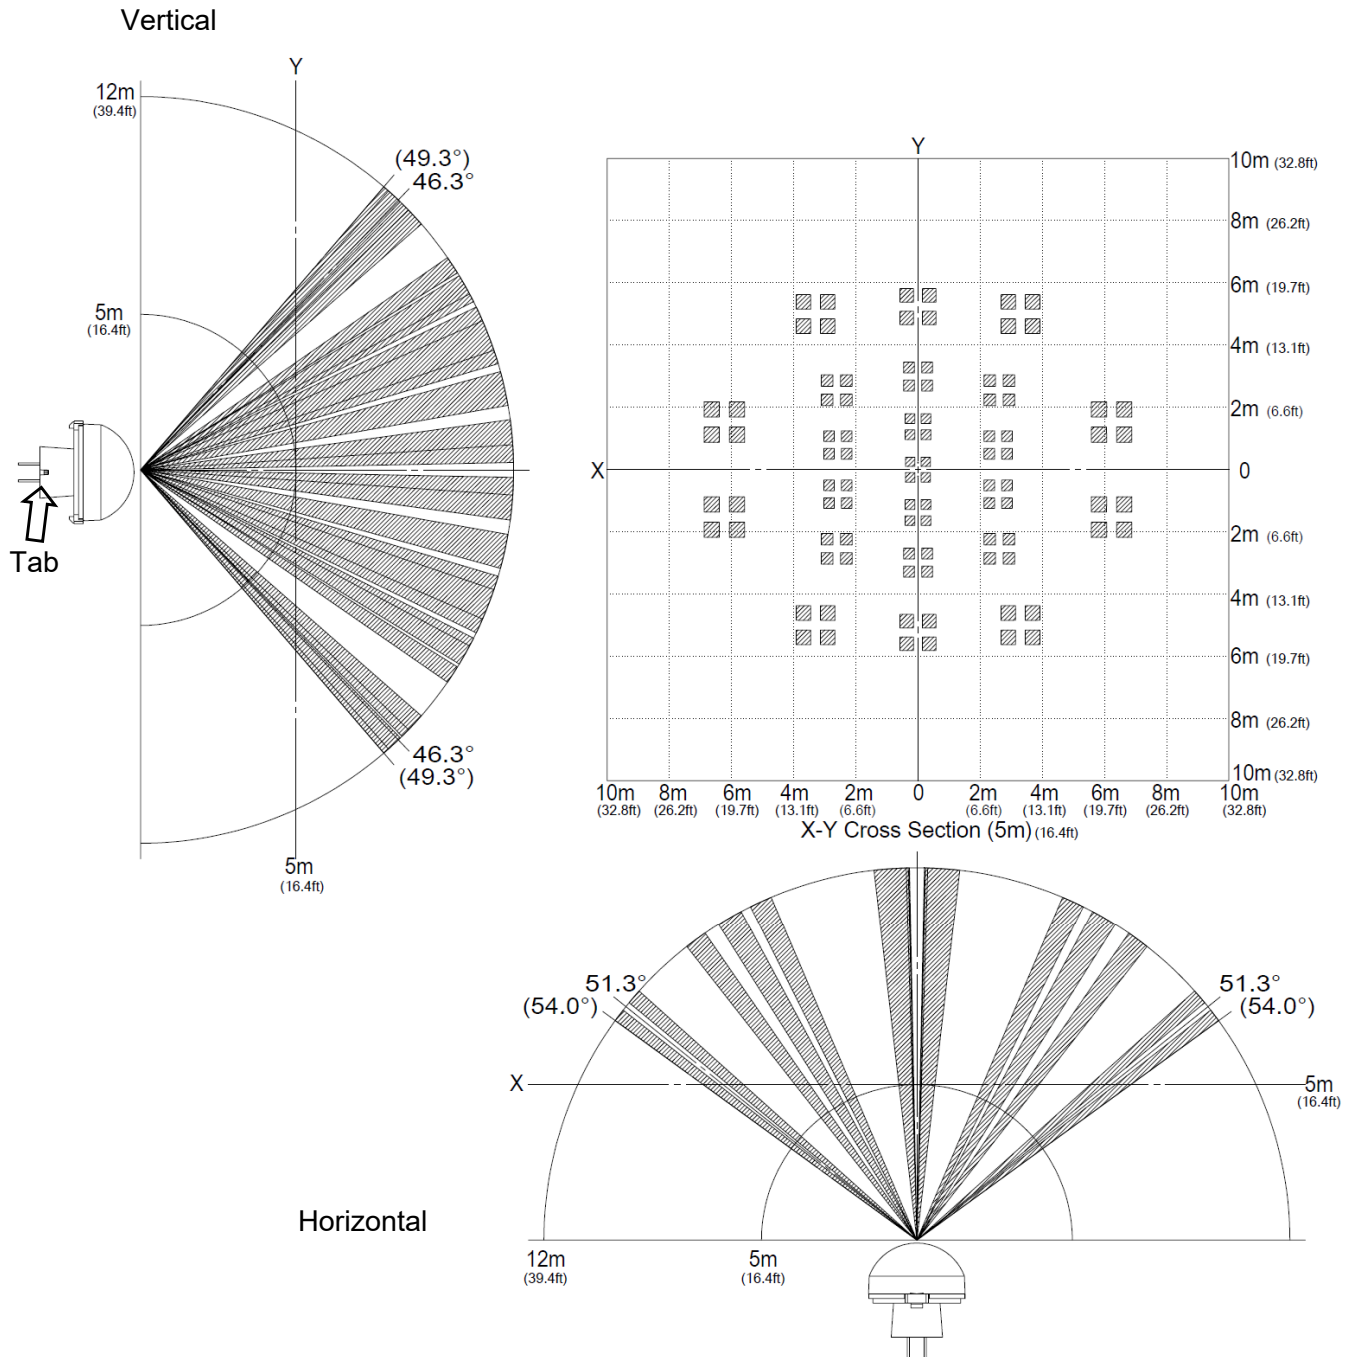 Vertical
Y
12m
(39.4ft)
(49.3°)
46.3°
5m
(16.4ft)
Tab
46.3°
(49.3°)
5m
(16.4ft)
Y
10m (32.8ft)
8m (26.2ft)
6m (19.7ft)
4m (13.1ft)
2m (6.6ft)
X
0
2m (6.6ft)
4m (13.1ft)
6m (19.7ft)
8m (26.2ft)
10m (32.8ft)
10m 8m 6m 4m 2m 0 2m 4m 6m 8m 10m
(32.8ft) (26.2ft) (19.7ft) (13.1ft) (6.6ft) (6.6ft) (13.1ft) (19.7ft) (26.2ft) (32.8ft)
X-Y Cross Section (5m) (16.4ft)
51.3°
(54.0°)
51.3°
(54.0°)
X
5m
(16.4ft)
Horizontal
12m
(39.4ft)
5m
(16.4ft)